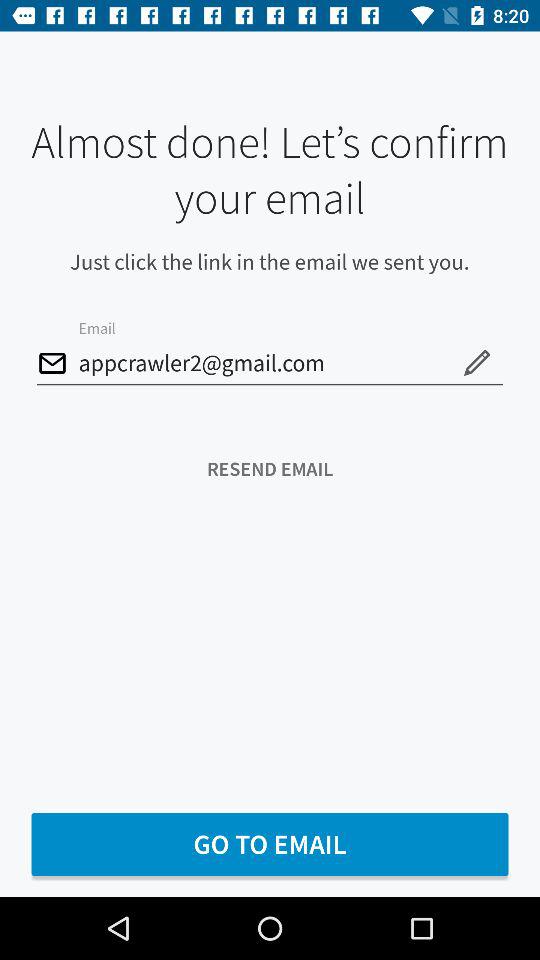 8:20
Almost done! Let’s confirm
your email
Just click the link in the email we sent you.
Email
appcrawler2@gmail.com
RESEND EMAIL
GO TO EMAIL